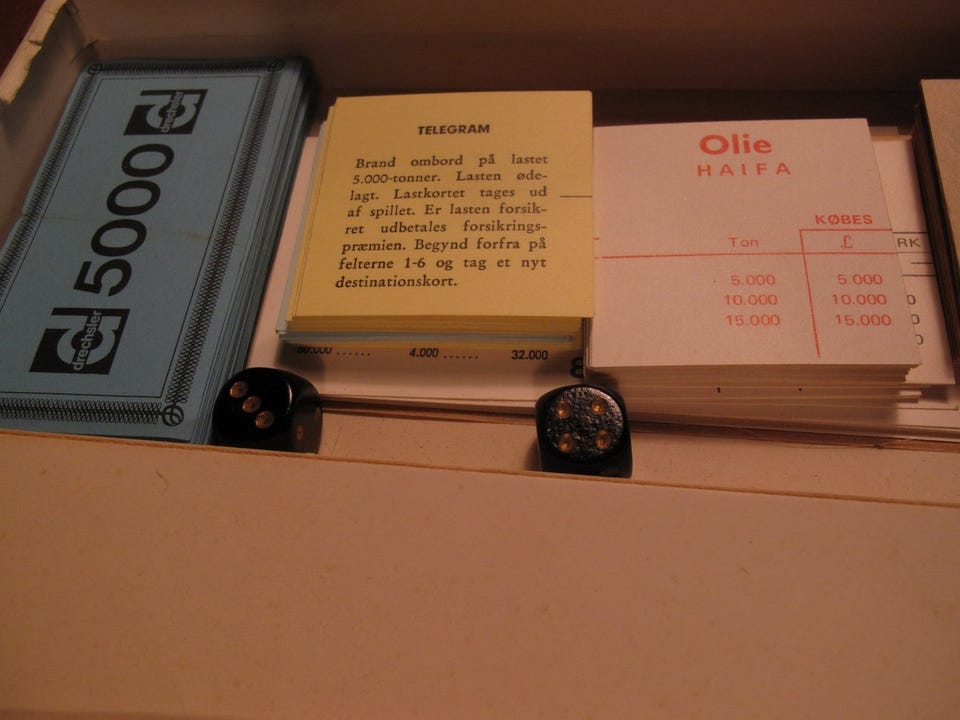 drechsler
5000
drechsler
TELEGRAM
Brand ombord på lastet
5.000-tonner. Lasten øde-
lagt. Lastkortet tages ud
af spillet. Er lasten forsik-
ret udbetales forsikrings-
præmien. Begynd forfra på
felterne 1-6 og tag et nyt
destinationskort.
80.000 ...... 4.000 ...... 32.000
Olie
HAIFA
KØBES
Ton £
5.000 5.000
10.000 10.000
15.000 15.000
RK